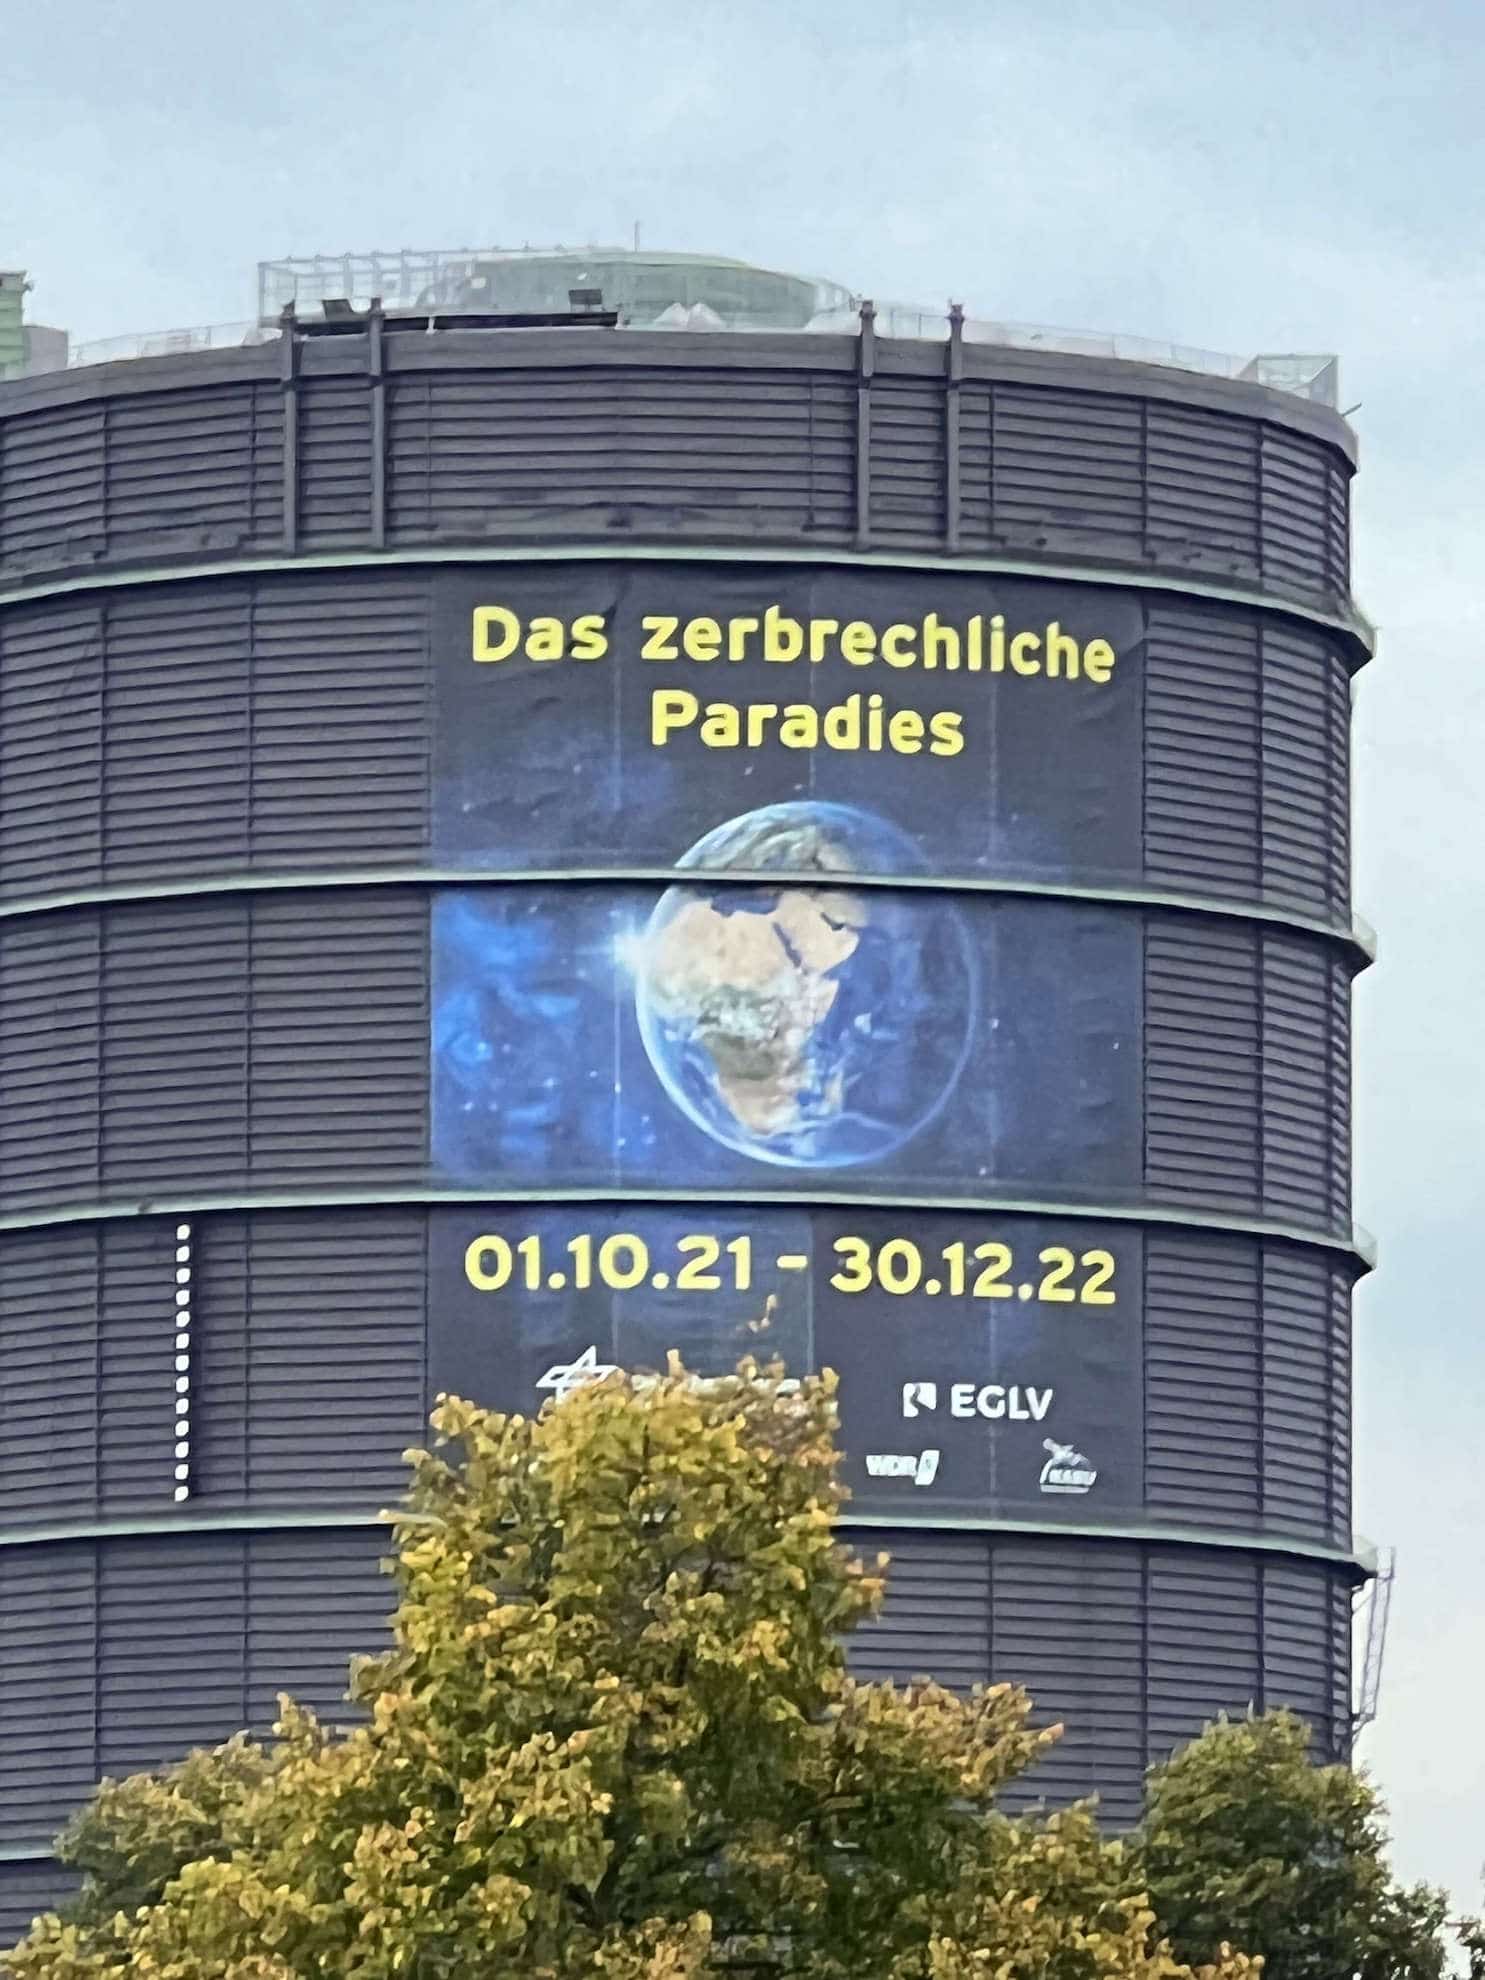 Das zerbrechliche
Paradies
01.10.21 - 30.12.22
EGLV
WDR